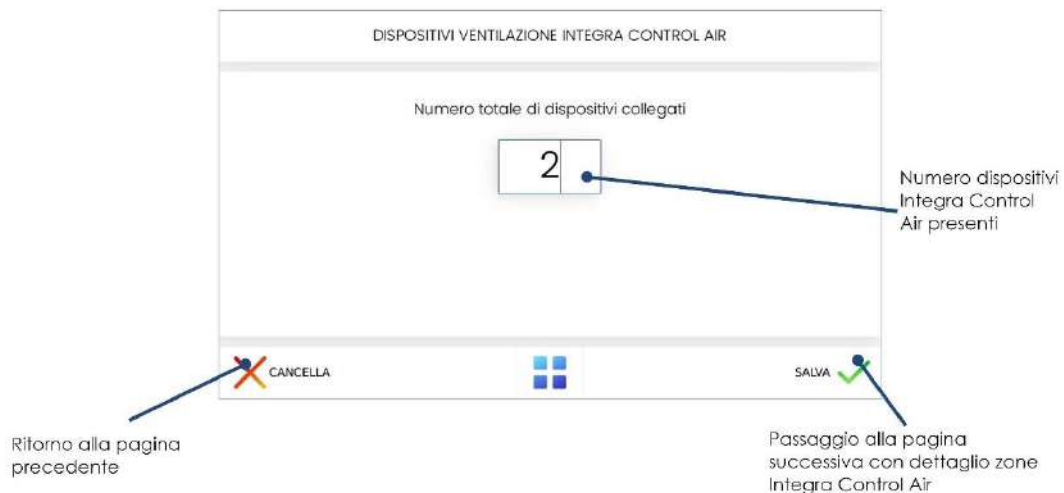 DISPOSITIVI VENTILAZIONE INTEGRA CONTROL AIR
Numero totale di dispositivi collegati
2
Numero dispositivi
Integra Control
Air presenti
CANCELLA
SALVA
Ritorno alla pagina
precedente
Passaggio alla pagina
successiva con dettaglio zone
Integra Control Air